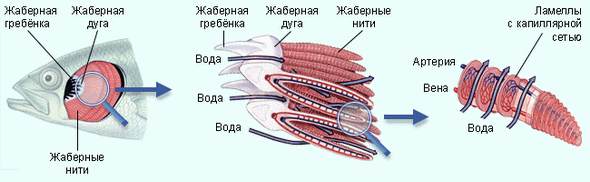 Жаберная
гребёнка
Жаберная
дуга
Жаберные
нити
Жаберная
гребёнка
Жаберная
дуга
Жаберные
нити
Вода
Вода
Вода
Ламеллы
с капиллярной
сетью
Артерия
Вена
Вода